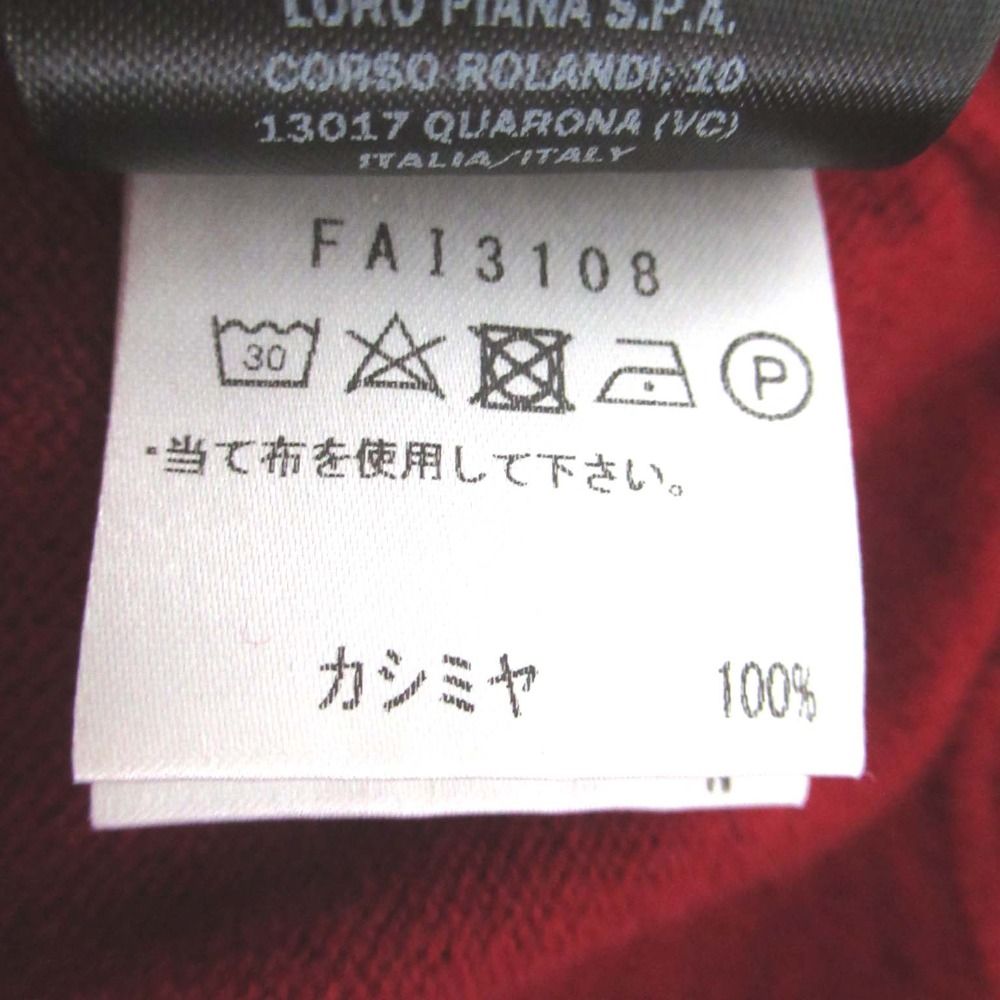 LORO PIANA S.P.A.
CORSO ROLANDI, 10
13017 QUARONA (VC)
ITALIA/ITALY
FAI3108
30 P
・当て布を使用して下さい。
カシミヤ 100%